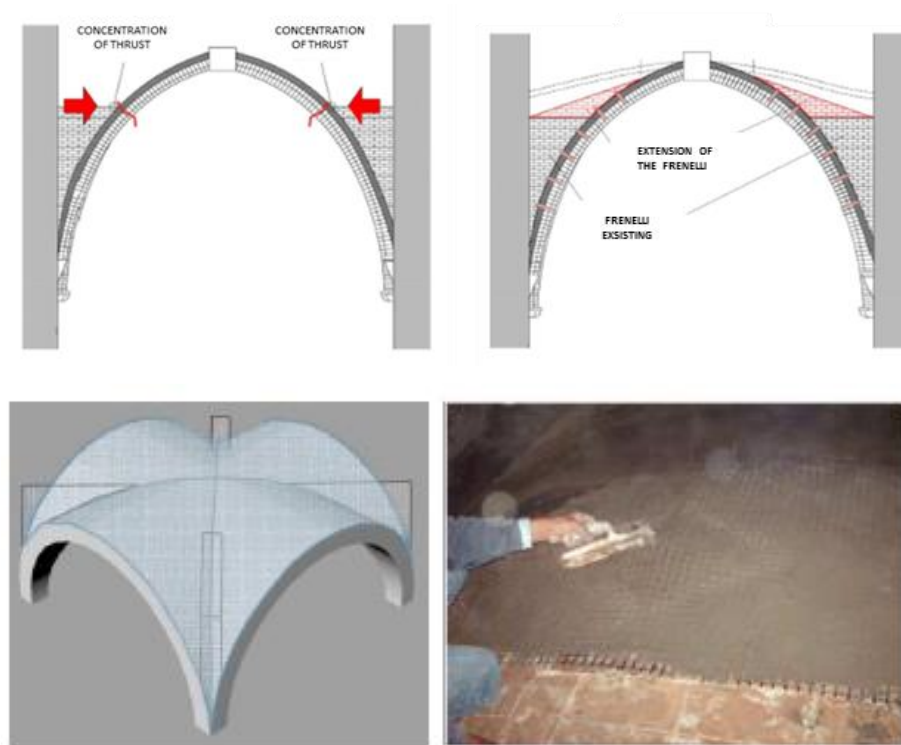 CONCENTRATION
OF THRUST
CONCENTRATION
OF THRUST
EXTENSION OF
THE FRENELLI
FRENELLI
EXSISTING